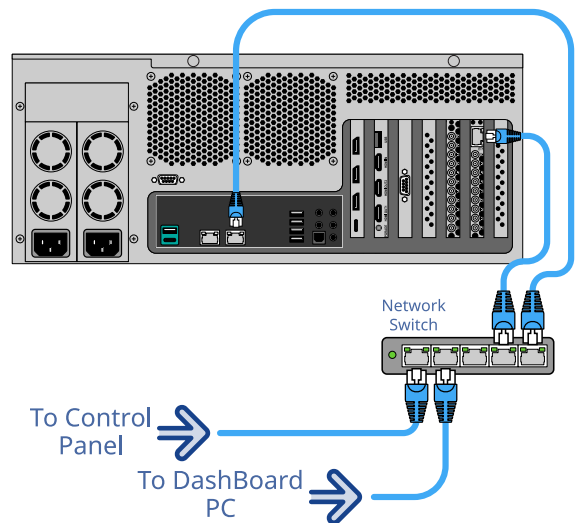 Network
Switch
To Control
Panel
To DashBoard
PC